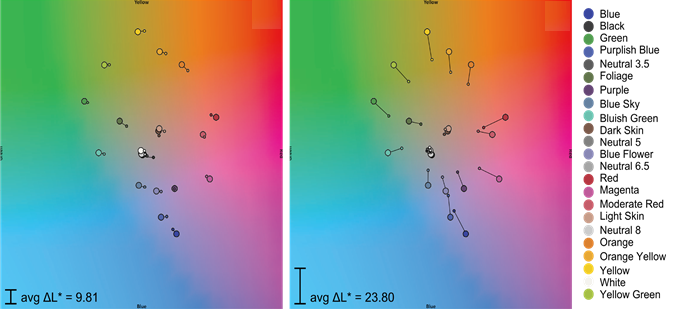 Yellow
Yellow
Blue
Blue
avg ΔL* = 9.81
avg ΔL* = 23.80
Blue
Black
Green
Purplish Blue
Neutral 3.5
Foliage
Purple
Blue Sky
Bluish Green
Dark Skin
Neutral 5
Blue Flower
Neutral 6.5
Red
Magenta
Moderate Red
Light Skin
Neutral 8
Orange
Orange Yellow
Yellow
White
Yellow Green